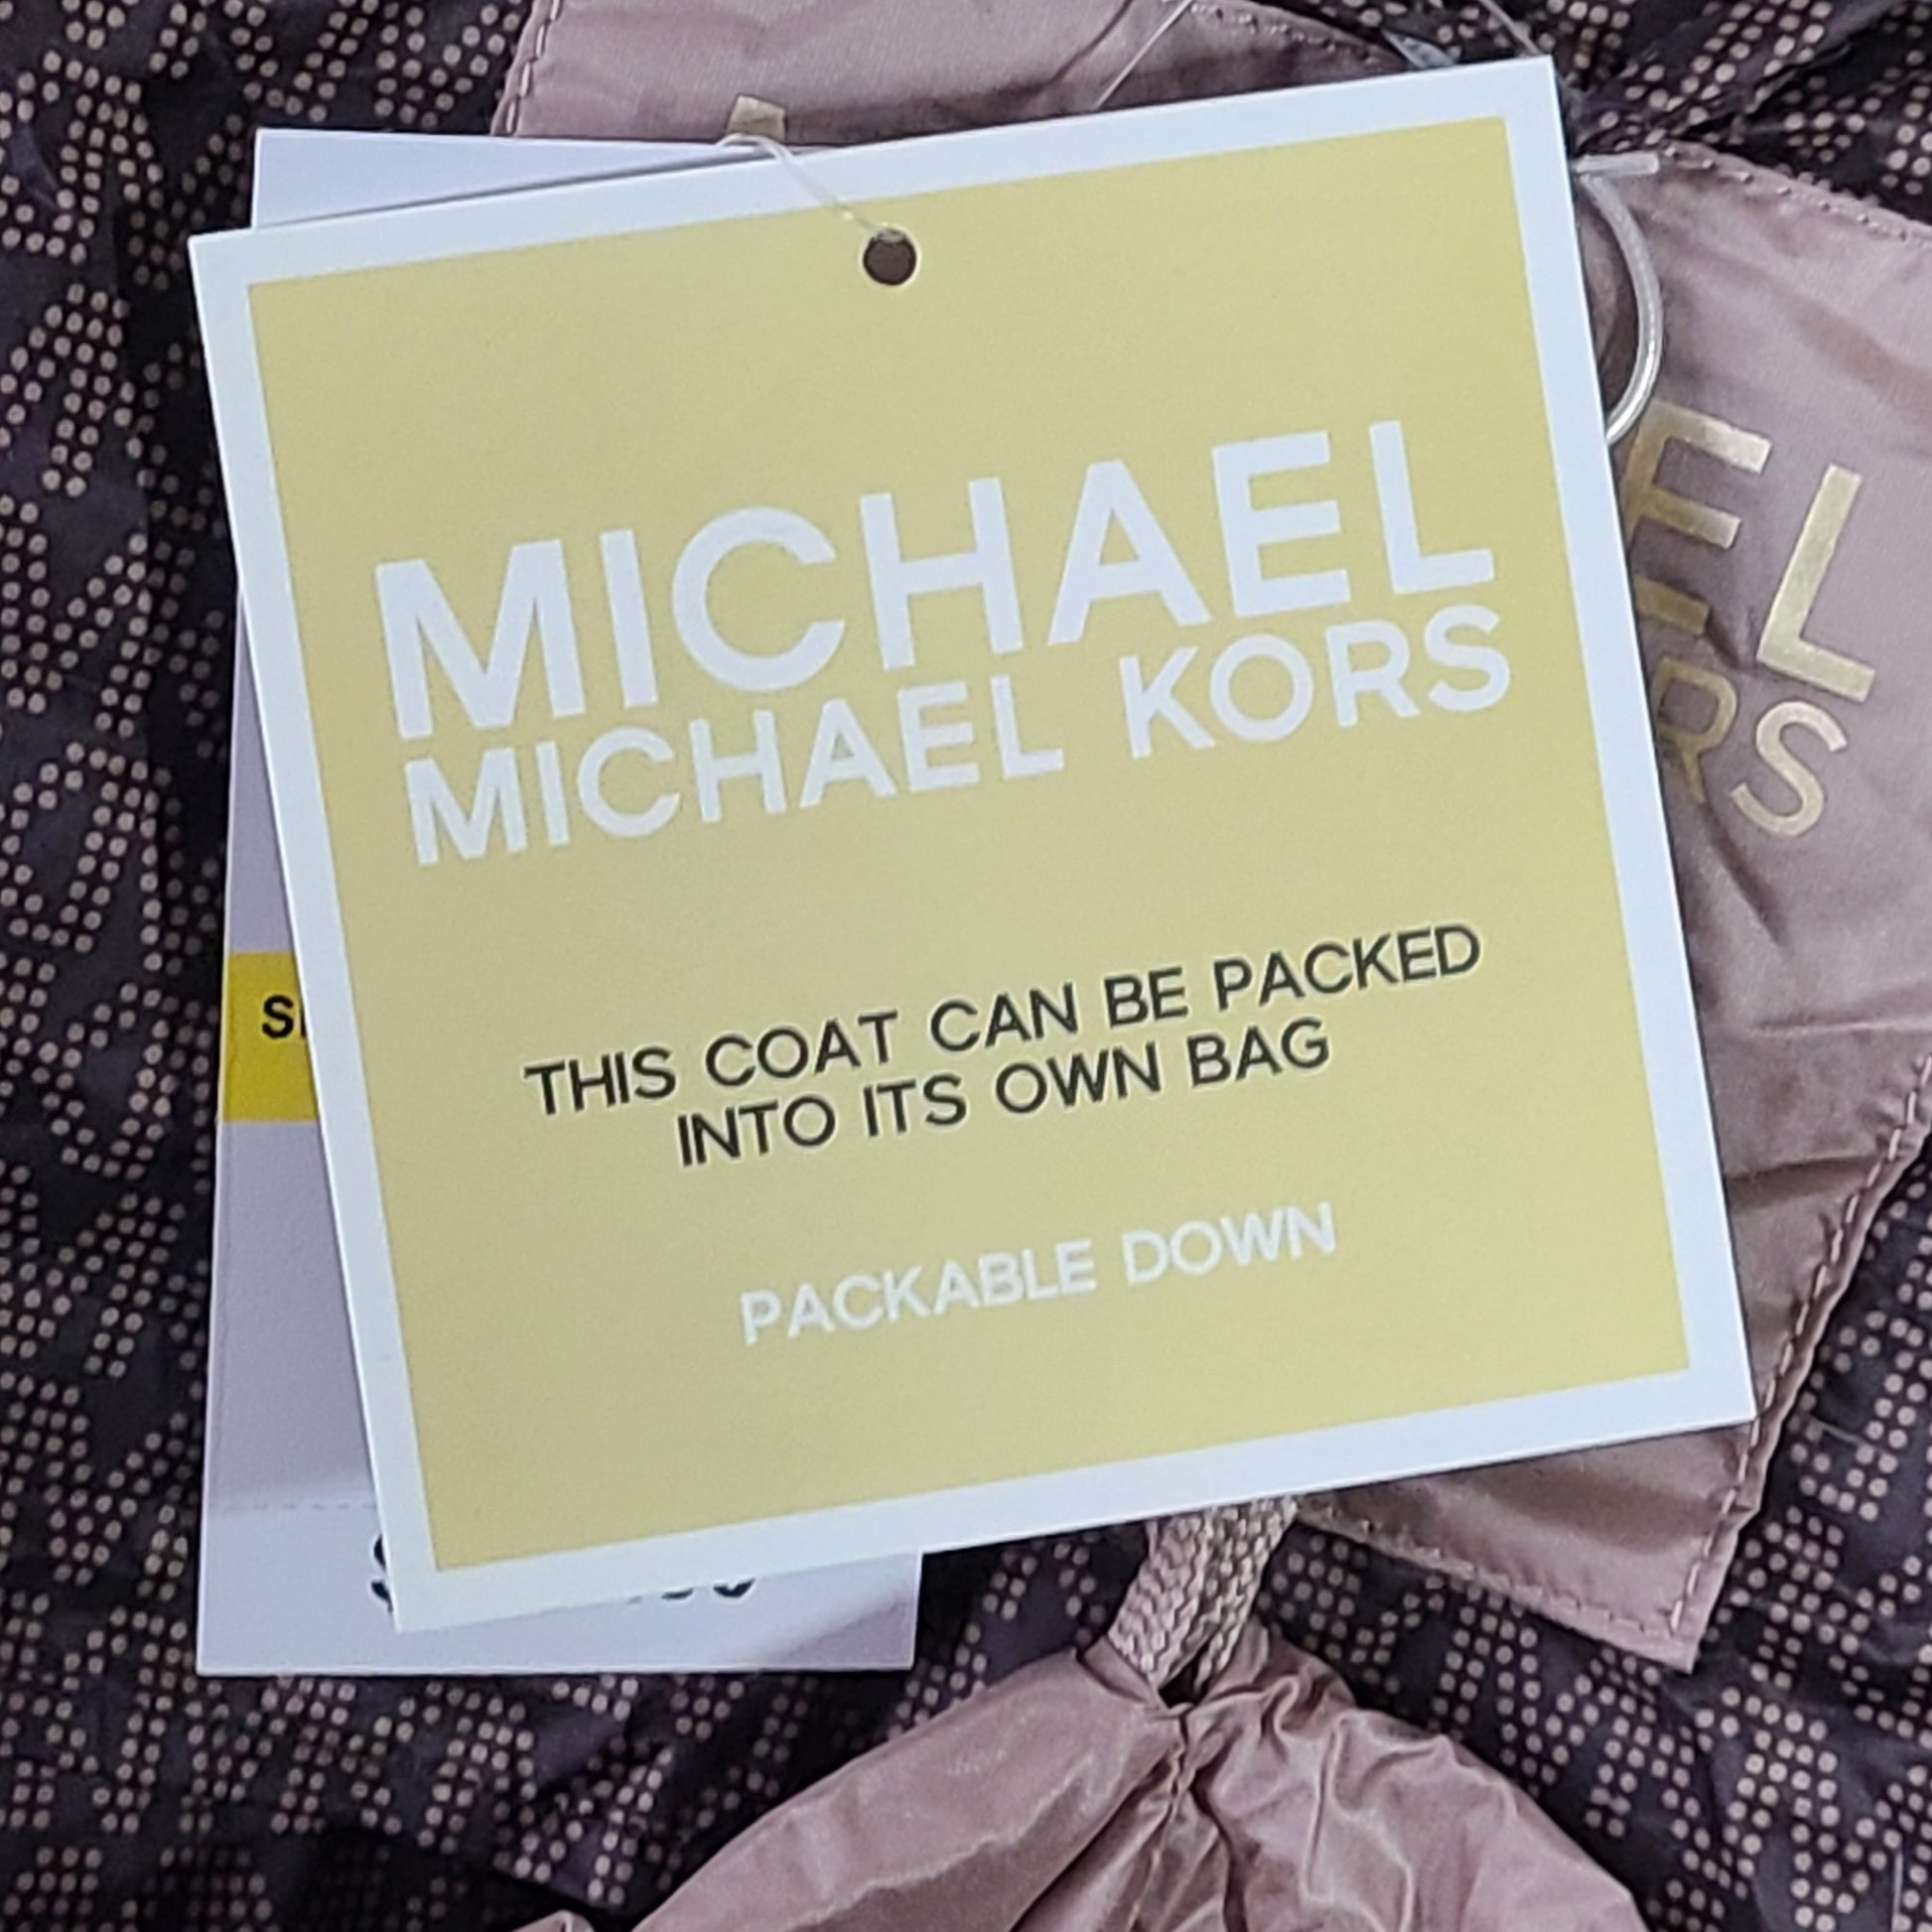 MICHAEL
MICHAEL KORS
THIS COAT CAN BE PACKED
INTO ITS OWN BAG
PACKABLE DOWN